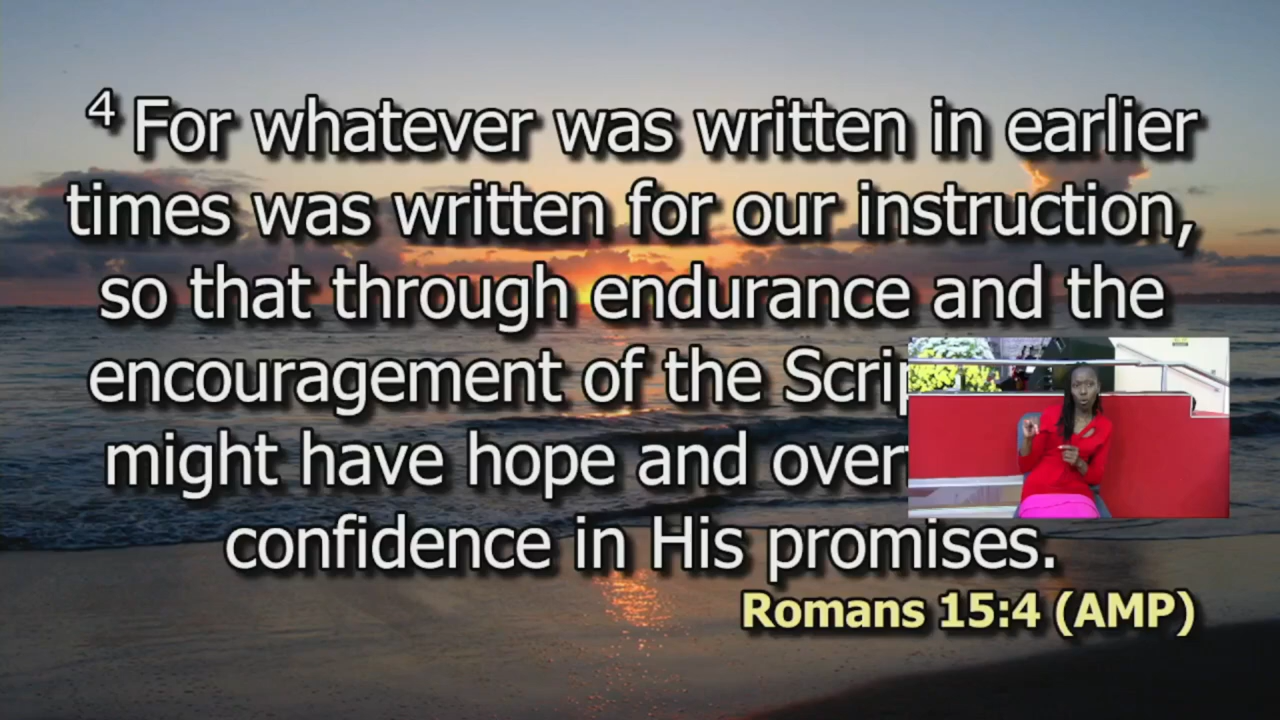 4 For whatever was written in earlier
times was written for our instruction,
so that through endurance and the
encouragement of the
might have hope and
confidence in His promises.
Romans 15:4 (AMP)